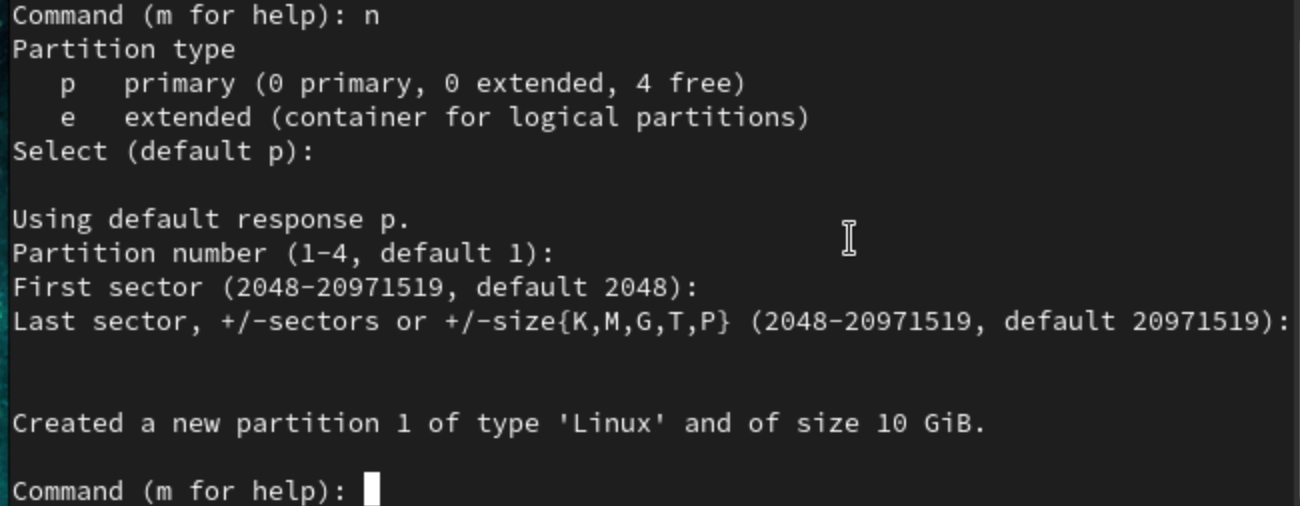 Command (m for help): n
Partition type
   p   primary (0 primary, 0 extended, 4 free)
   e   extended (container for logical partitions)
Select (default p):
Using default response p.
Partition number (1-4, default 1):
First sector (2048-20971519, default 2048):
Last sector, +/-sectors or +/-size{K,M,G,T,P} (2048-20971519, default 20971519):
Created a new partition 1 of type 'Linux' and of size 10 GiB.
Command (m for help):